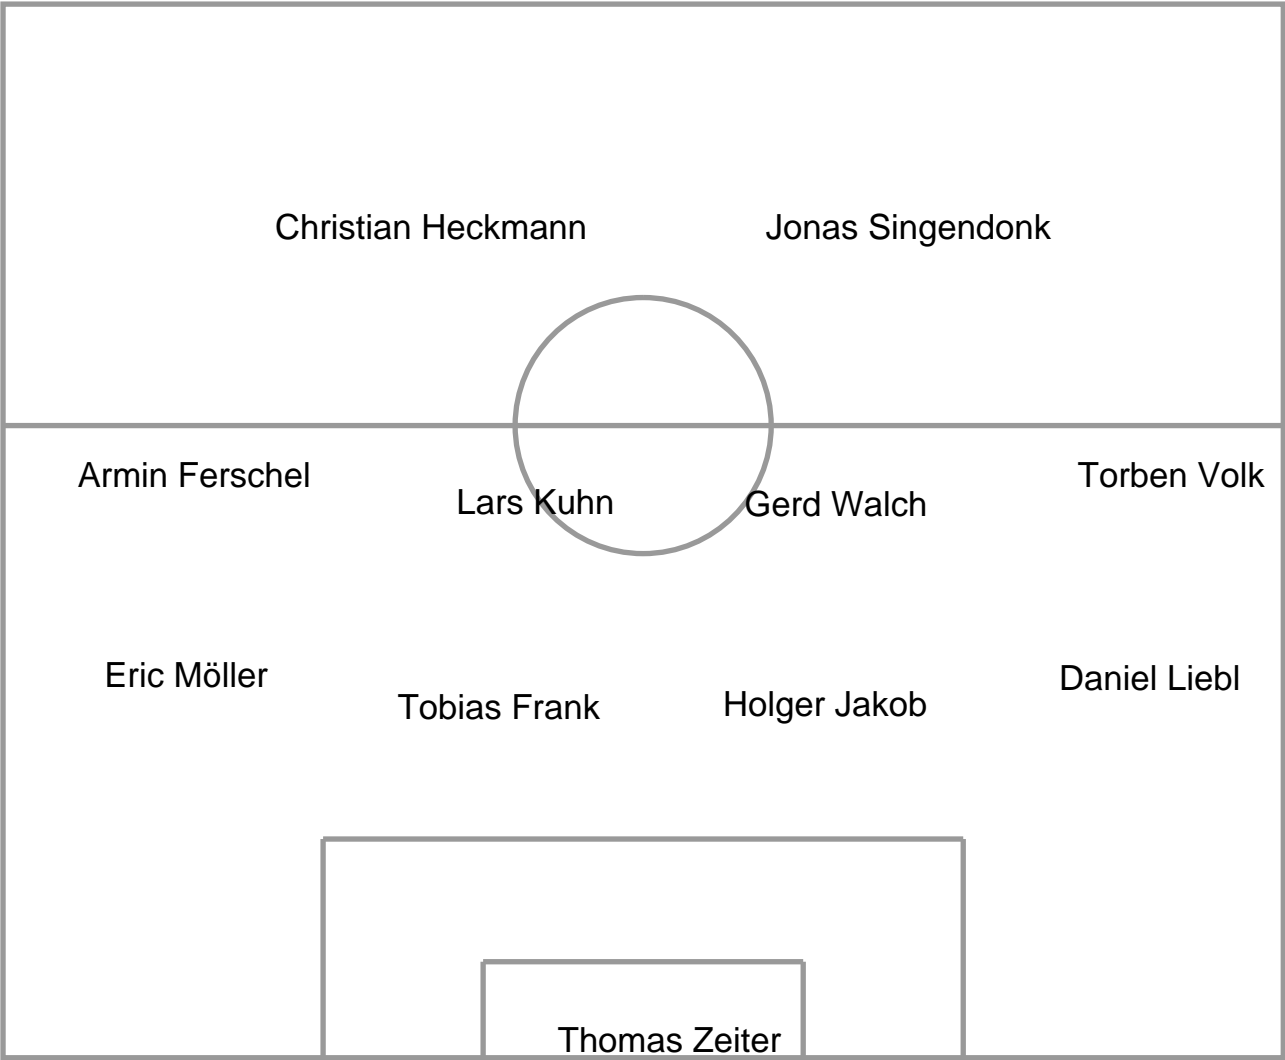 Christian Heckmann
Jonas Singendonk
Armin Ferschel
Torben Volk
Lars Kuhn
Gerd Walch
Eric Möller
Daniel Liebl
Tobias Frank
Holger Jakob
Thomas Zeiter